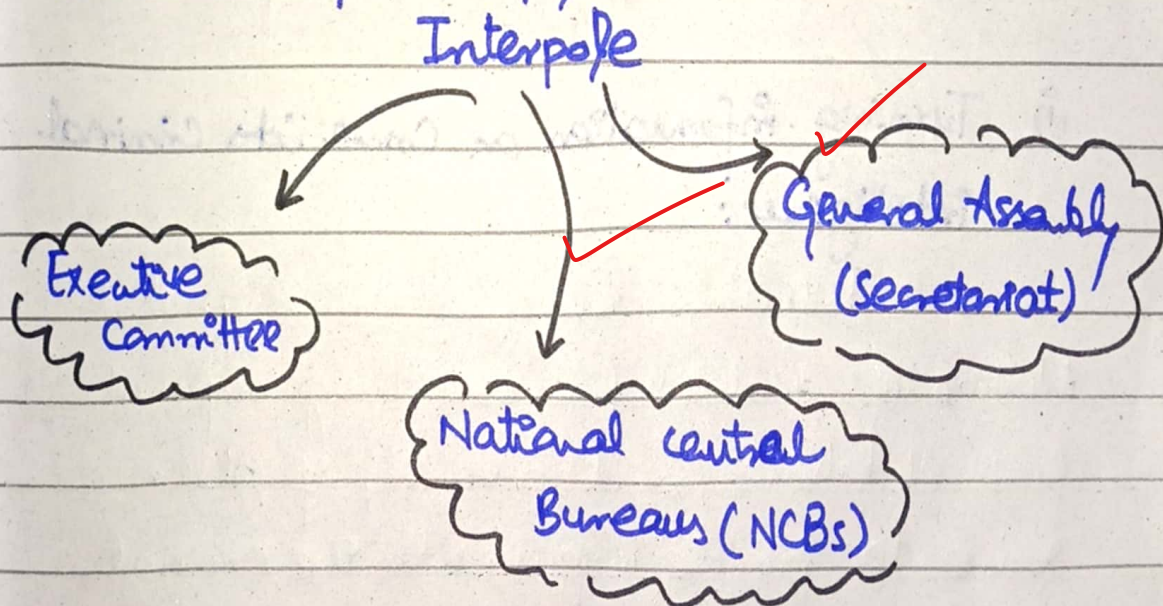 Interpole
General Assembly
(Secretariat)
Exeutive
Committee
National central
Bureaus (NCBs)